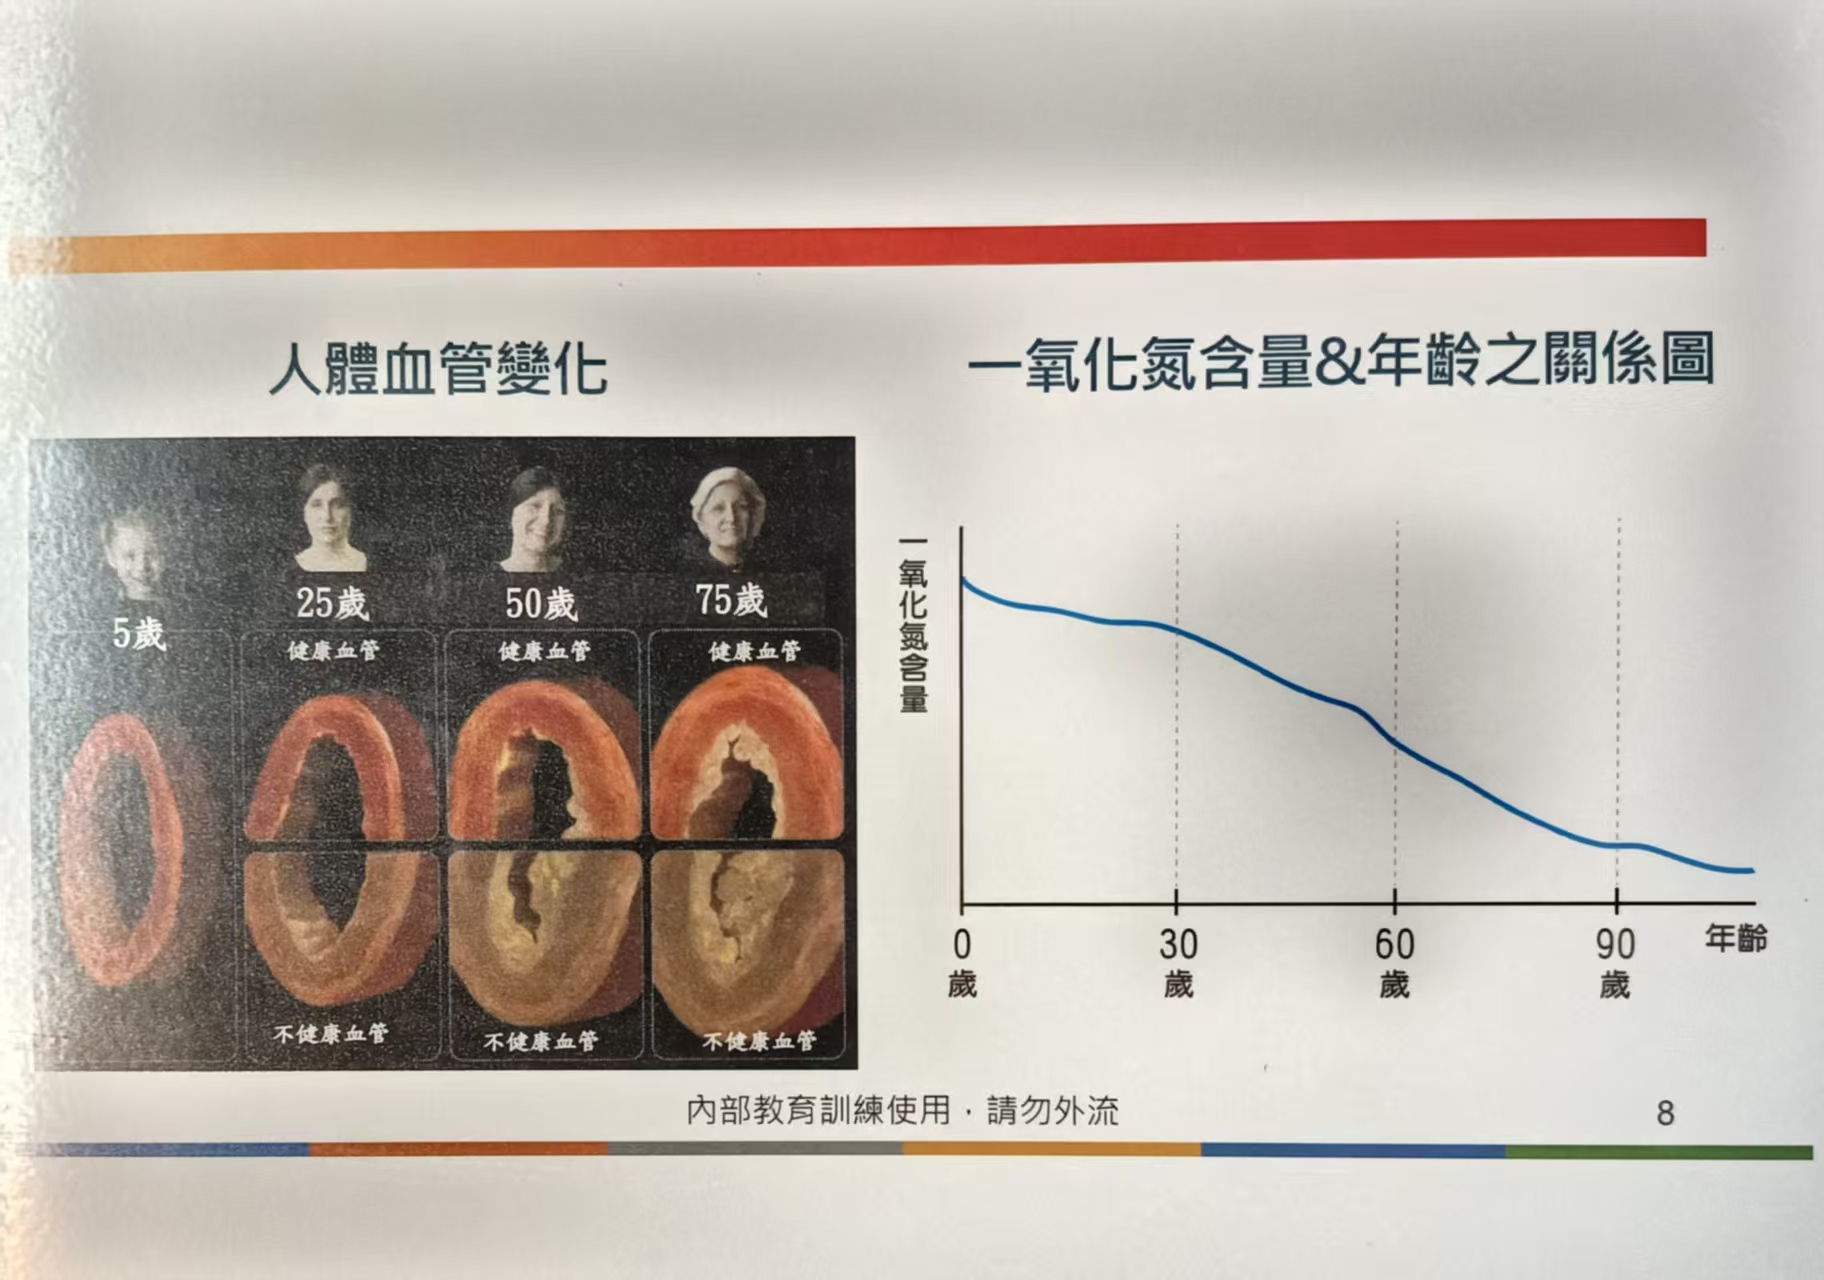 人體血管變化
5歲
25歲
50歲
75歲
健康血管
健康血管
健康血管
不健康血管
不健康血管
不健康血管
一氧化氮含量&年齡之關係圖
一氧化氮含量
0
歲
30
歲
60
歲
90
歲
年齡
內部教育訓練使用，請勿外流
8